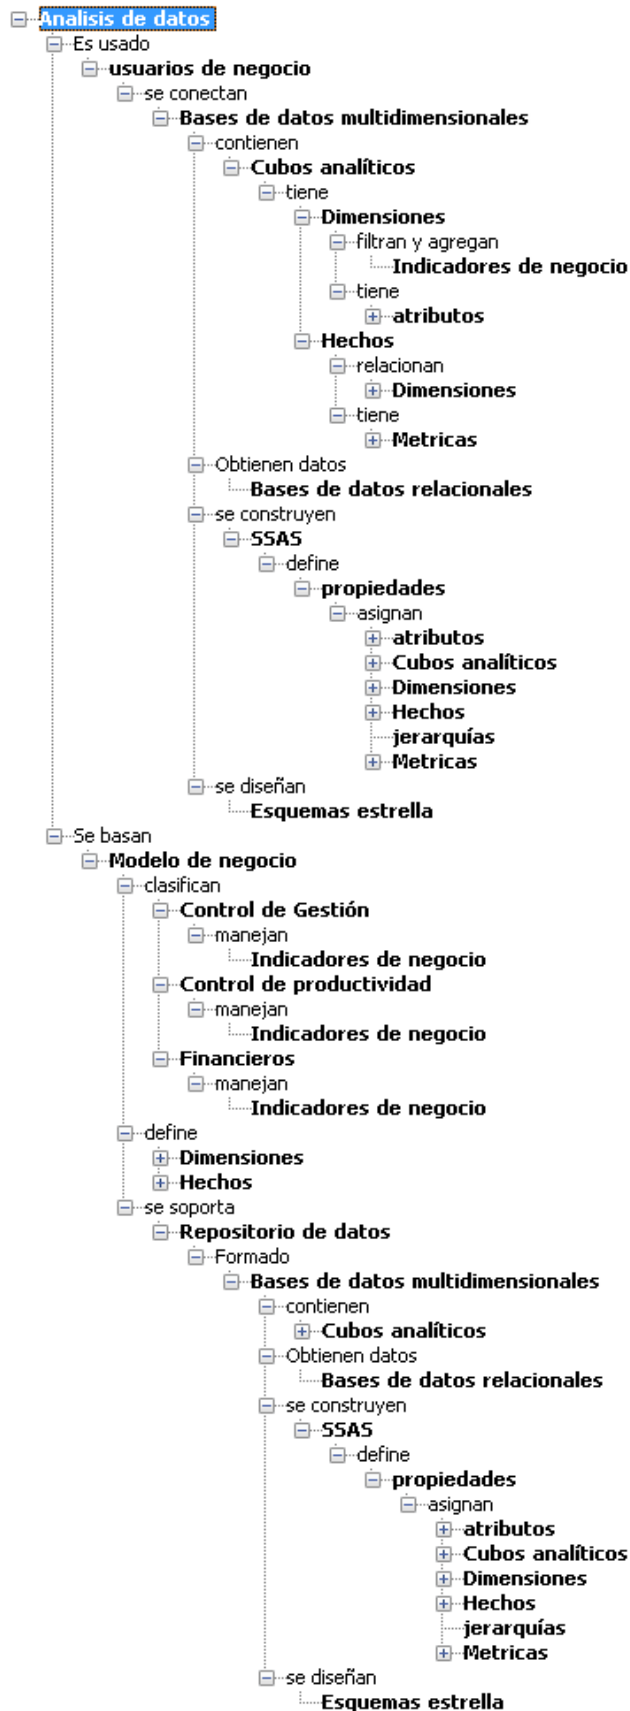 Analisis de datos
Es usado
usuarios de negocio
se conectan
Bases de datos multidimensionales
contienen
Cubos analíticos
tiene
Dimensiones
filtran y agregan
Indicadores de negocio
tiene
atributos
Hechos
relacionan
Dimensiones
tiene
Metricas
Obtienen datos
Bases de datos relacionales
se construyen
SSAS
define
propiedades
asignan
atributos
Cubos analíticos
Dimensiones
Hechos
jerarquías
Metricas
se diseñan
Esquemas estrella
Se basan
Modelo de negocio
clasifican
Control de Gestión
manejan
Indicadores de negocio
Control de productividad
manejan
Indicadores de negocio
Financieros
manejan
Indicadores de negocio
define
Dimensiones
Hechos
se soporta
Repositorio de datos
Formado
Bases de datos multidimensionales
contienen
Cubos analíticos
Obtienen datos
Bases de datos relacionales
se construyen
SSAS
define
propiedades
asignan
atributos
Cubos analíticos
Dimensiones
Hechos
jerarquías
Metricas
se diseñan
Esquemas estrella